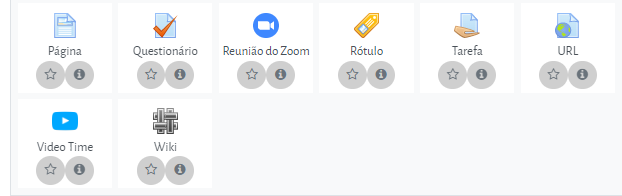 Página
Questionário
Reunião do Zoom
Rótulo
Tarefa
URL
Video Time
Wiki